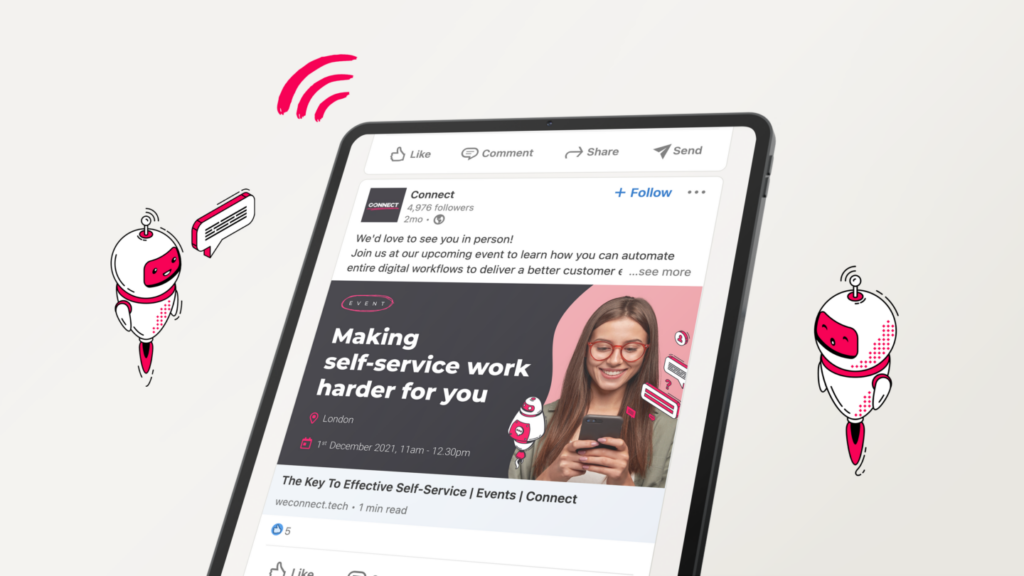 Like Comment Share Send
CONNECT
Connect
4,976 followers
2mo •
+ Follow •••
We'd love to see you in person!
Join us at our upcoming event to learn how you can automate
entire digital workflows to deliver a better customer e ...see more
EVENT
Making
self-service work
harder for you
London
1st December 2021, 11am - 12.30pm
The Key To Effective Self-Service | Events | Connect
weconnect.tech • 1 min read
5
Like